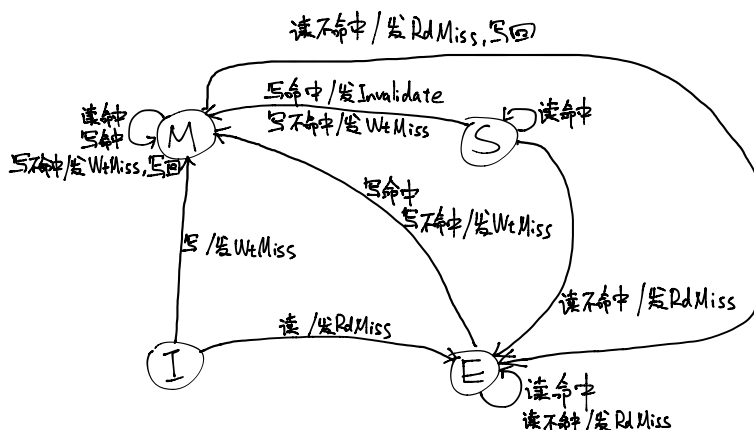 读不命中/发RdMiss,写回
写命中/发Invalidate
写不命中/发WtMiss
读命中
写命中
写不命中/发WtMiss,写回
M
S
读命中
写命中
写不命中/发WtMiss
写/发WtMiss
读不命中/发RdMiss
读/发RdMiss
I
E
读命中
读不命中/发RdMiss